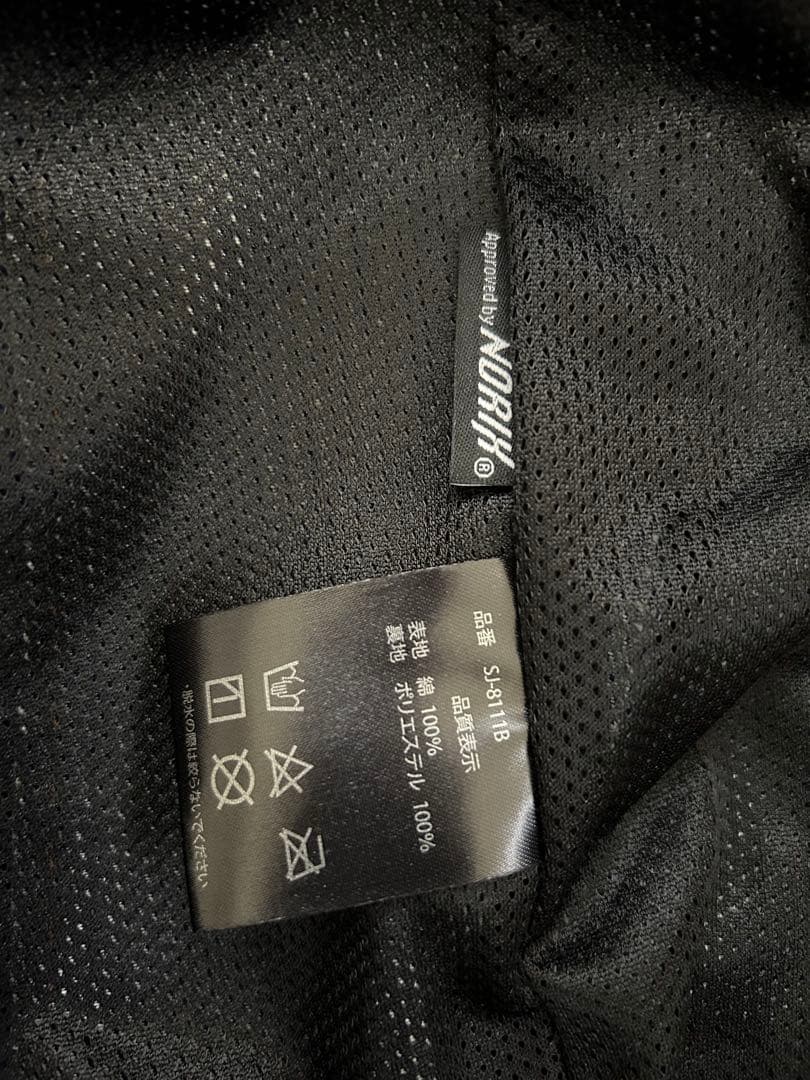 Approved by NORIX®
品番 SJ-8111B
品質表示
表地 綿 100%
裏地 ポリエステル 100%
・脱水の際は絞らないでください